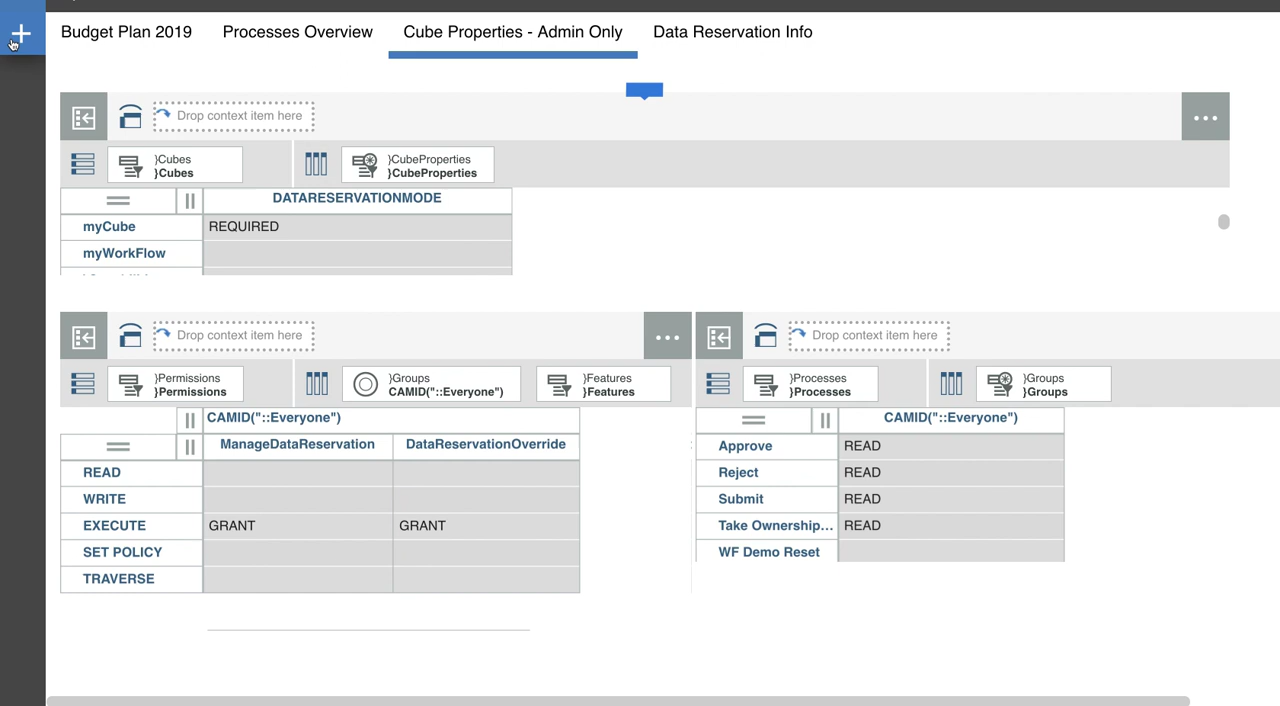 Budget Plan 2019 Processes Overview Cube Properties - Admin Only Data Reservation Info
Drop context item here
}Cubes
}Cubes
}CubeProperties
}CubeProperties
DATARESERVATIONMODE
myCube REQUIRED
myWorkFlow
Drop context item here
}Permissions
}Permissions
}Groups
CAMID("::Everyone")
}Features
}Features
CAMID("::Everyone")
ManageDataReservation DataReservationOverride
READ
WRITE
EXECUTE GRANT GRANT
SET POLICY
TRAVERSE
Drop context item here
}Processes
}Processes
}Groups
}Groups
CAMID("::Everyone")
Approve READ
Reject READ
Submit READ
Take Ownership... READ
WF Demo Reset